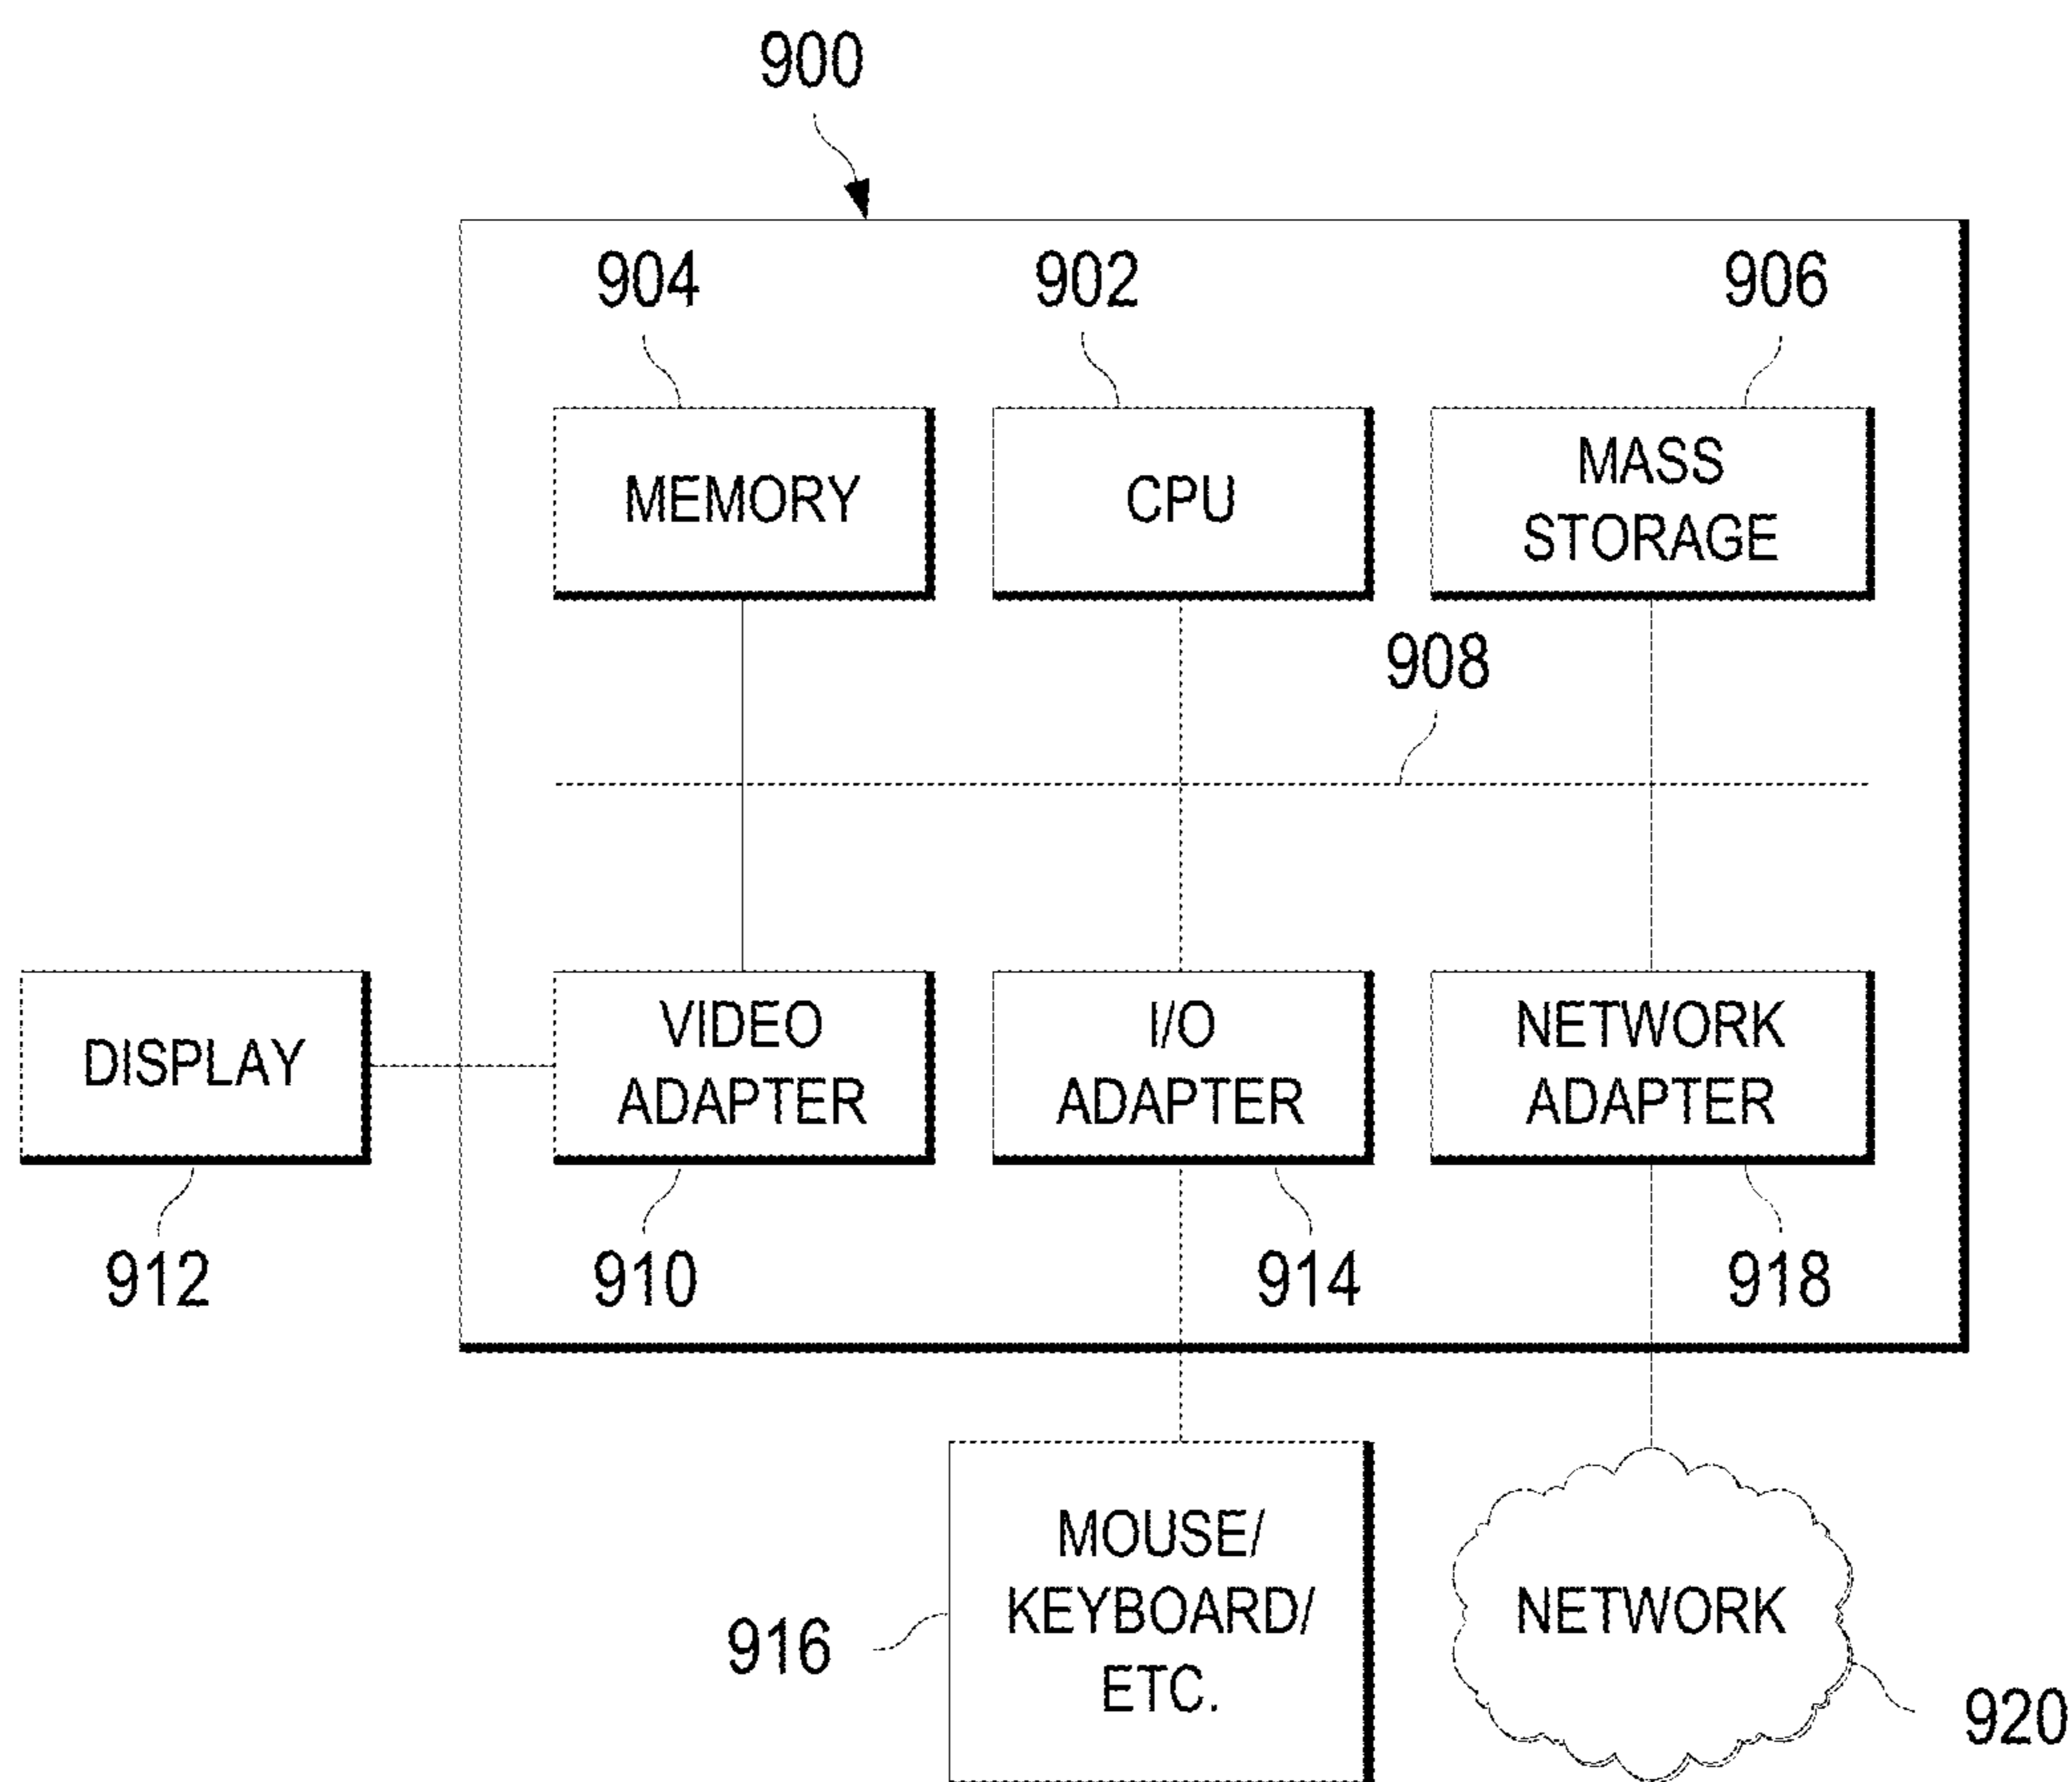 900
904
902
906
MEMORY
CPU
MASS
STORAGE
908
DISPLAY
VIDEO
ADAPTER
I/O
ADAPTER
NETWORK
ADAPTER
912
910
914
918
MOUSE/
KEYBOARD/
ETC.
916
NETWORK
920